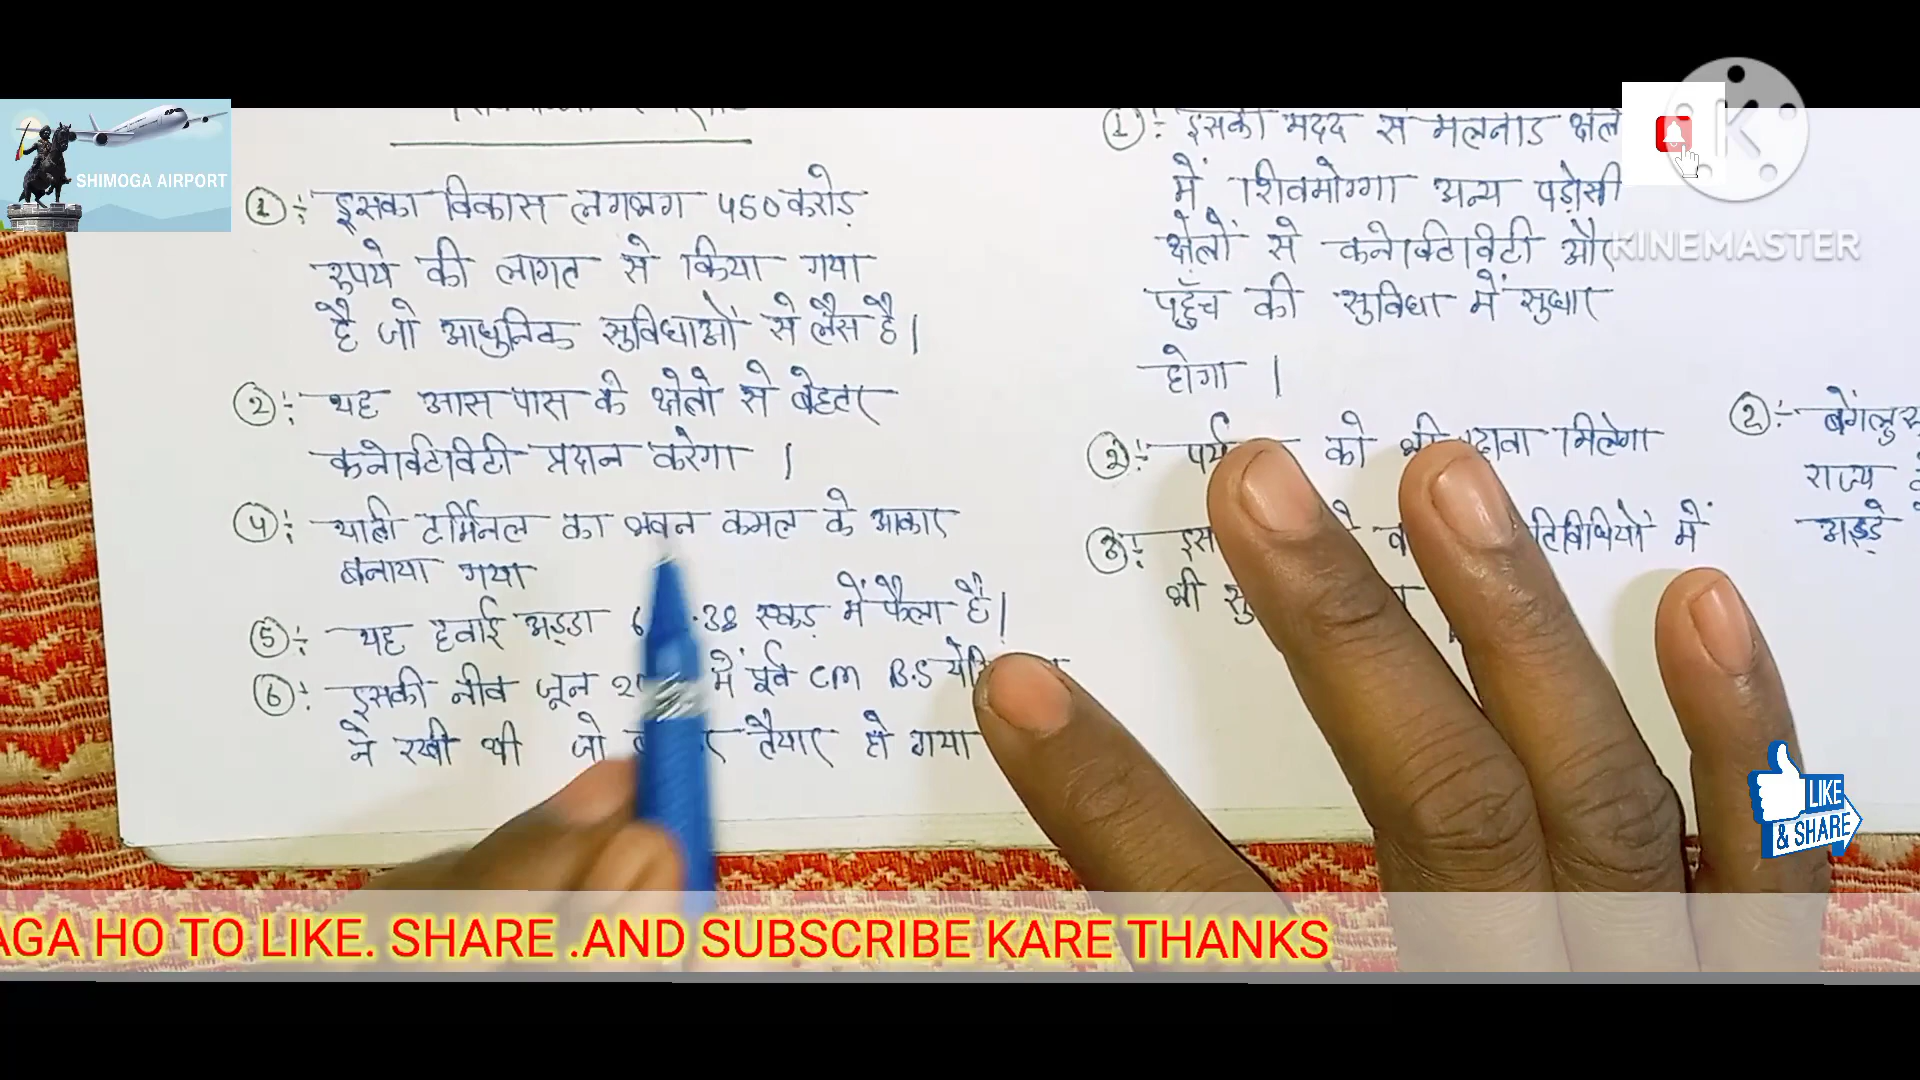 SHIMOGA AIRPORT
① ÷ इसका विकास लगभग 450 करोड़
रुपये की लागत से किया गया
है जो आधुनिक सुविधाओं से लैस है।
② ÷ यह आस पास के क्षेत्रो से बेहतर
कनेक्टिविटी प्रदान करेगा ।
④ ÷ यात्री टर्मिनल का भवन कमल के आकार
बनाया गया
⑤ ÷ यह हवाई अड्डा एकड़ में फैला है।
⑥ ÷ इसकी नीव जून में पूर्व CM B.S
ने रखी थी जो तैयार हो गया
① ÷ इसकी मदद से मलनाड
में शिवमोग्गा अन्य पड़ोसी
क्षेत्रों से कनेक्टिविटी और
पहुँच की सुविधा में सुधार
होगा ।
② ÷ को भी मिलेगा
③ ÷ में
भी
② ÷
राज्य
अड्डे
KINEMASTER
LIKE
& SHARE
HO TO LIKE. SHARE .AND SUBSCRIBE KARE THANKS